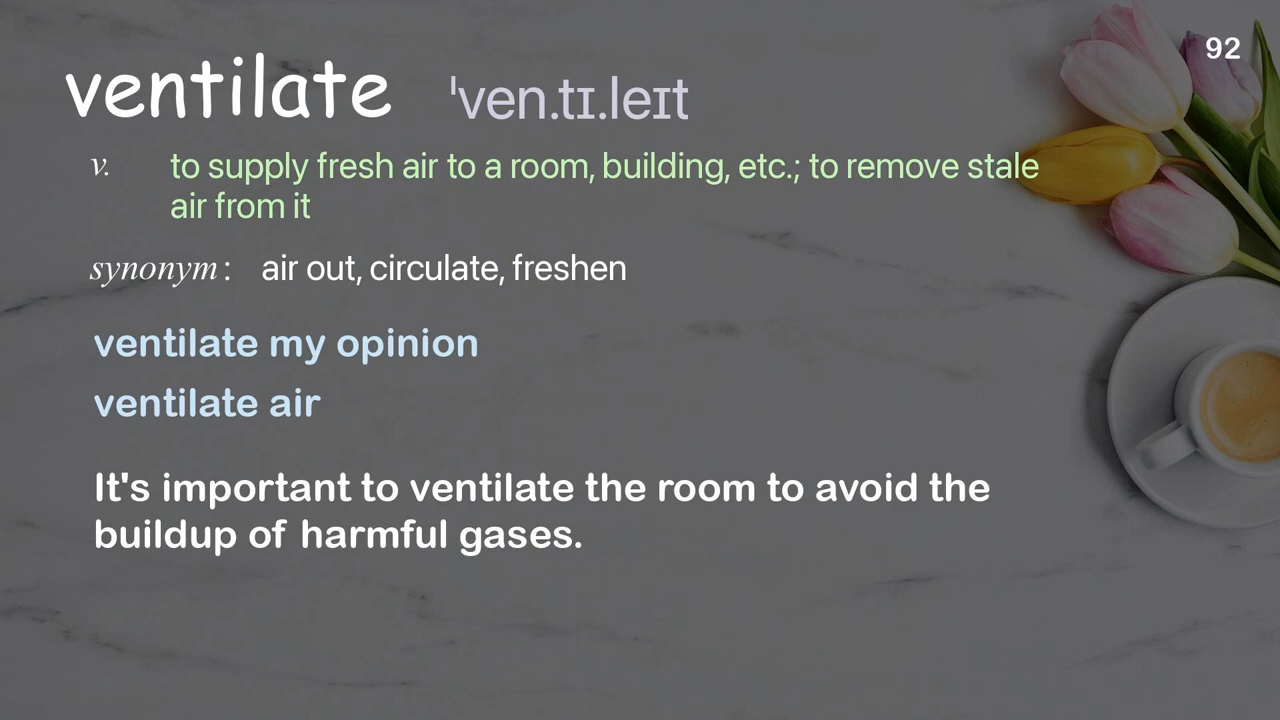 92
ventilate ˈven.tɪ.leɪt
v. to supply fresh air to a room, building, etc.; to remove stale
air from it
synonym: air out, circulate, freshen
ventilate my opinion
ventilate air
It's important to ventilate the room to avoid the
buildup of harmful gases.